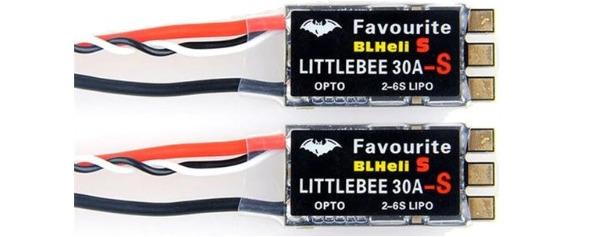 Favourite
BLHeli S
LITTLEBEE 30A-S
OPTO 2-6S LIPO
Favourite
BLHeli S
LITTLEBEE 30A-S
OPTO 2-6S LIPO